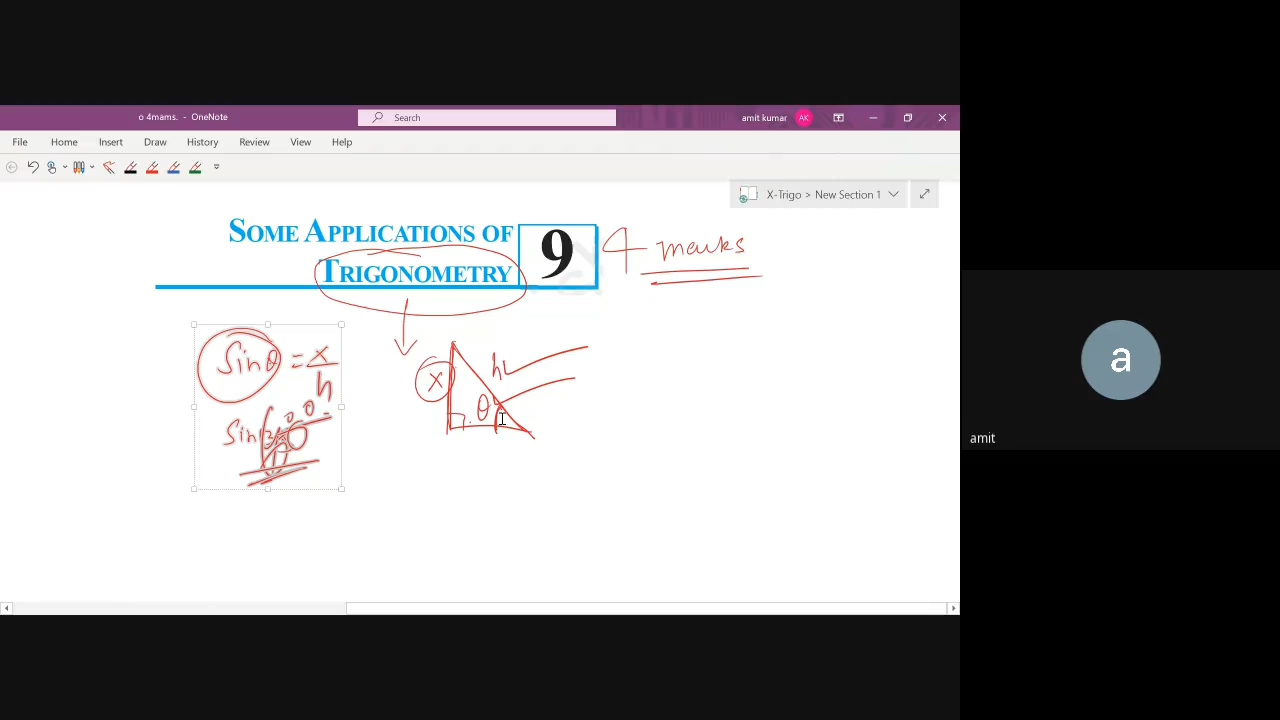 o 4mams. - OneNote
Search
amit kumar
AK
File Home Insert Draw History Review View Help
X-Trigo > New Section 1
SOME APPLICATIONS OF
TRIGONOMETRY
9
4 marks
Sinθ = x/h
x
h
θ
Sin
a
amit